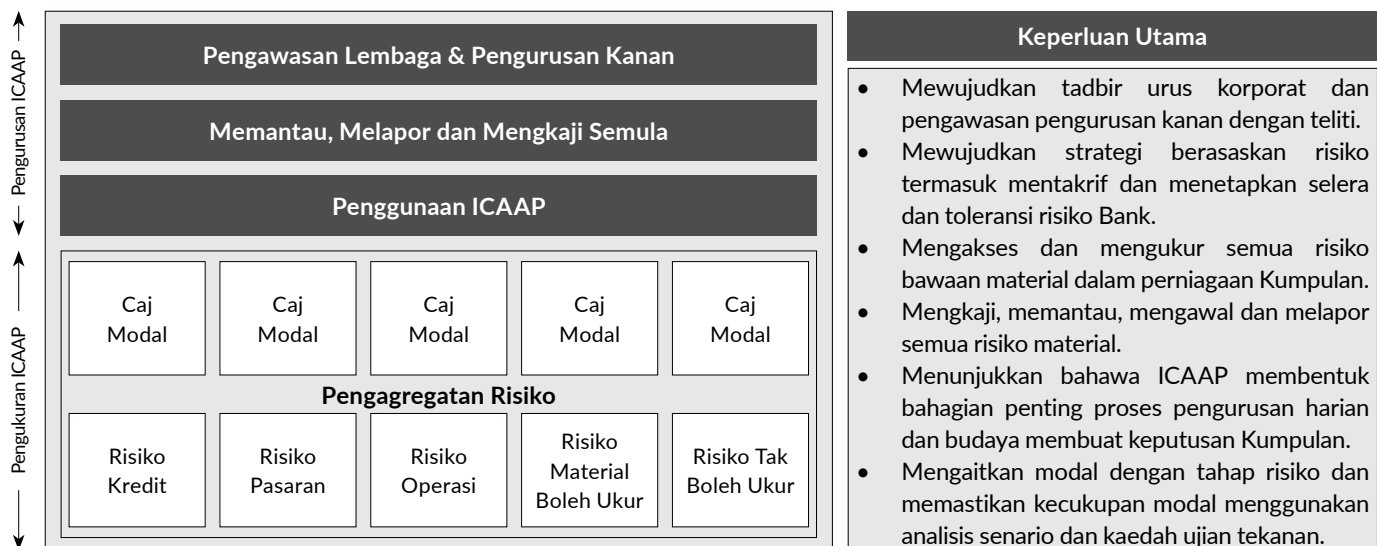 Pengurusan ICAAP
Pengawasan Lembaga & Pengurusan Kanan
Memantau, Melapor dan Mengkaji Semula
Penggunaan ICAAP
Pengukuran ICAAP
Caj
Modal
Caj
Modal
Caj
Modal
Caj
Modal
Caj
Modal
Pengagregatan Risiko
Risiko
Kredit
Risiko
Pasaran
Risiko
Operasi
Risiko
Material
Boleh Ukur
Risiko Tak
Boleh Ukur
Keperluan Utama
• Mewujudkan tadbir urus korporat dan
pengawasan pengurusan kanan dengan teliti.
• Mewujudkan strategi berasaskan risiko
termasuk mentakrif dan menetapkan selera
dan toleransi risiko Bank.
• Mengakses dan mengukur semua risiko
bawaan material dalam perniagaan Kumpulan.
• Mengkaji, memantau, mengawal dan melapor
semua risiko material.
• Menunjukkan bahawa ICAAP membentuk
bahagian penting proses pengurusan harian
dan budaya membuat keputusan Kumpulan.
• Mengaitkan modal dengan tahap risiko dan
memastikan kecukupan modal menggunakan
analisis senario dan kaedah ujian tekanan.